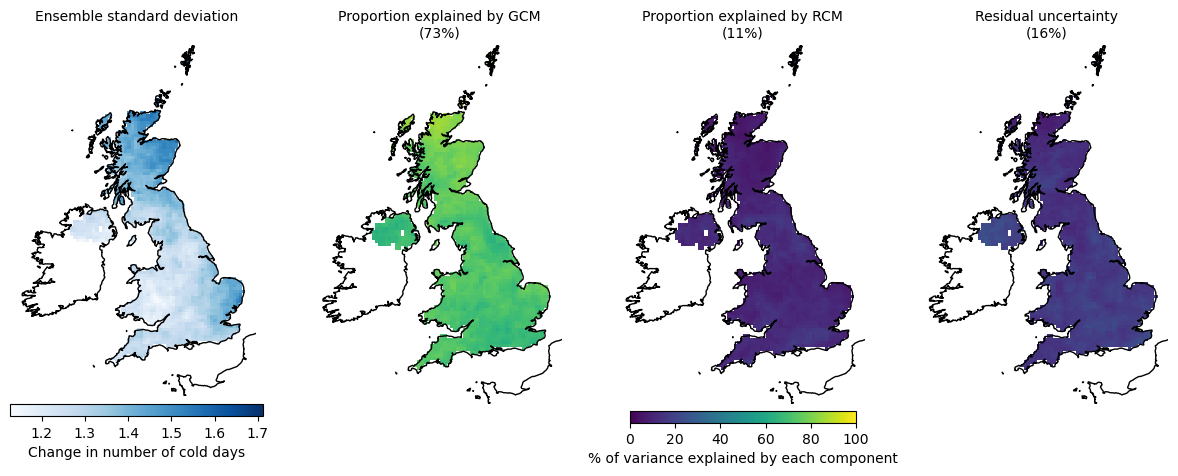 Ensemble standard deviation
Proportion explained by GCM
(73%)
Proportion explained by RCM
(11%)
Residual uncertainty
(16%)
1.2 1.3 1.4 1.5 1.6 1.7
Change in number of cold days
0 20 40 60 80 100
% of variance explained by each component